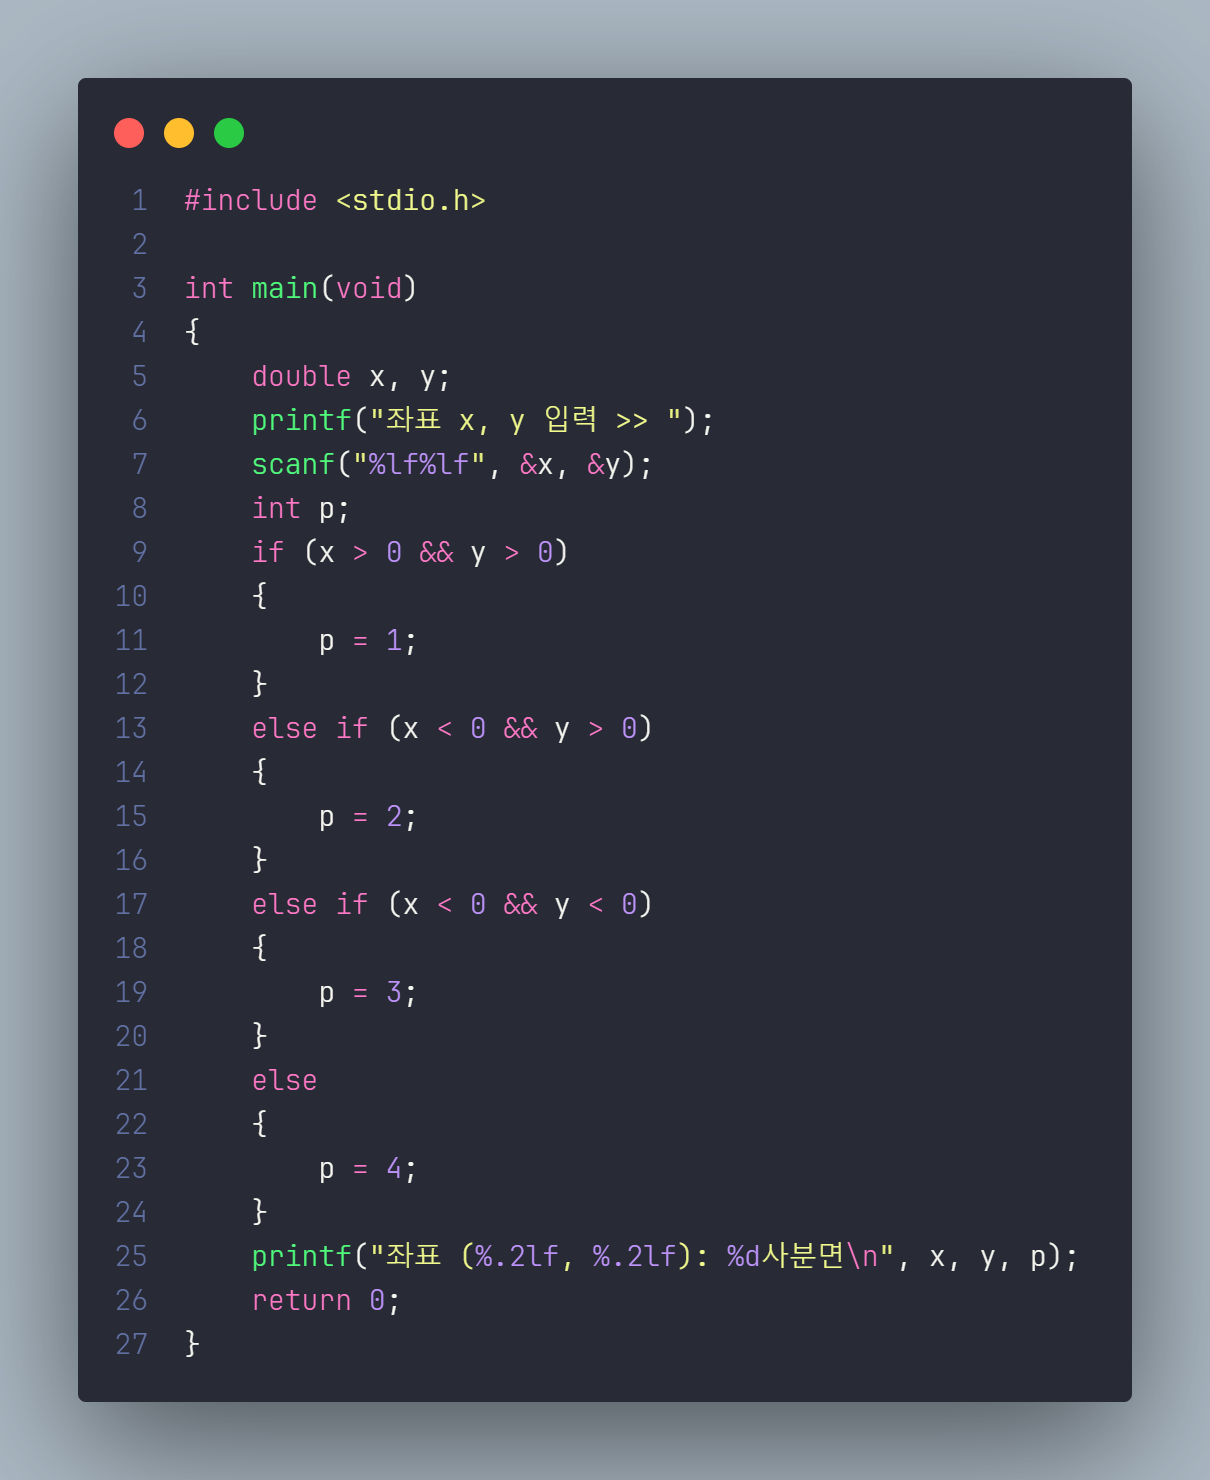 1 #include <stdio.h>
2
3 int main(void)
4 {
5     double x, y;
6     printf("좌표 x, y 입력 >> ");
7     scanf("%lf%lf", &x, &y);
8     int p;
9     if (x > 0 && y > 0)
10     {
11         p = 1;
12     }
13     else if (x < 0 && y > 0)
14     {
15         p = 2;
16     }
17     else if (x < 0 && y < 0)
18     {
19         p = 3;
20     }
21     else
22     {
23         p = 4;
24     }
25     printf("좌표 (%.2lf, %.2lf): %d사분면\n", x, y, p);
26     return 0;
27 }